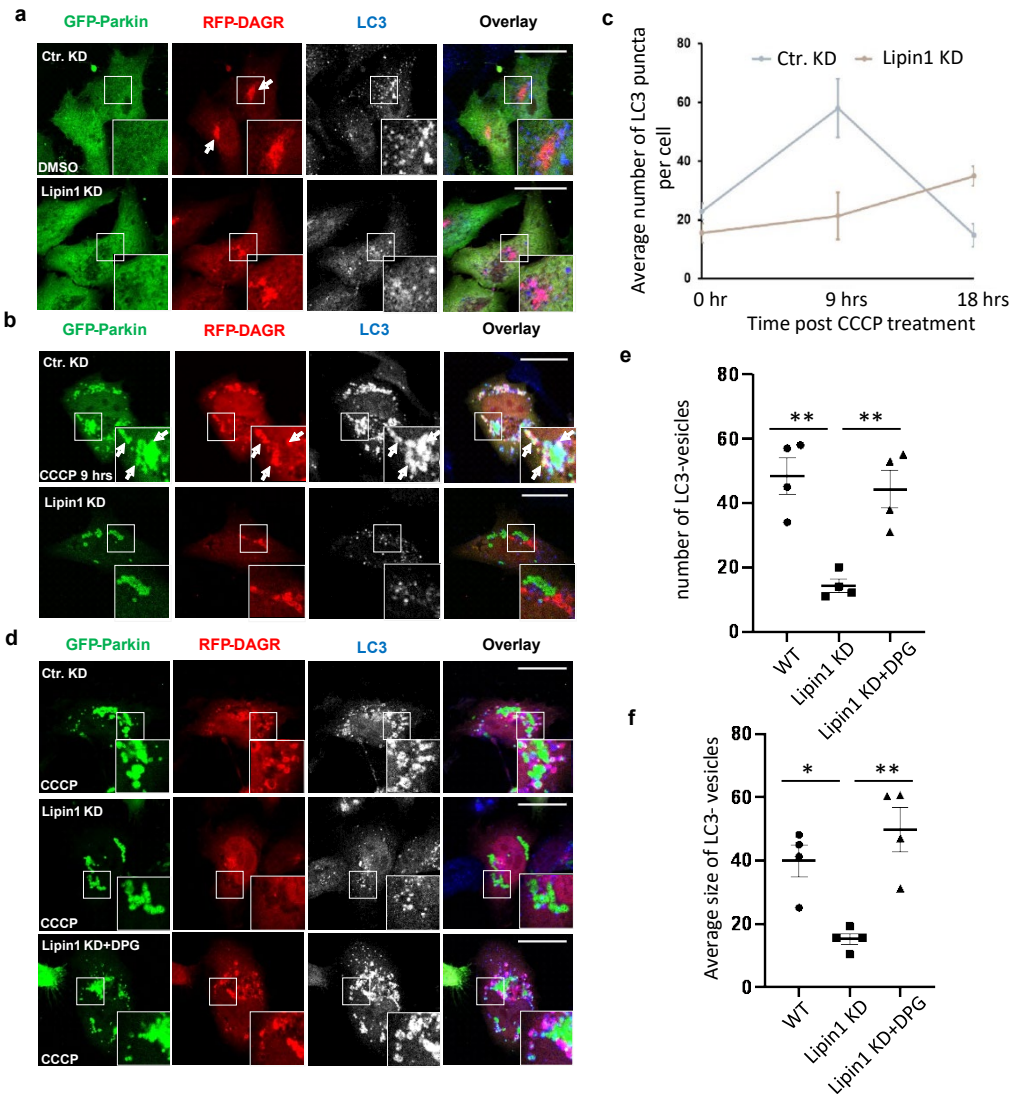 a
GFP-Parkin RFP-DAGR LC3 Overlay
Ctr. KD
DMSO
Lipin1 KD
b
GFP-Parkin RFP-DAGR LC3 Overlay
Ctr. KD
CCCP 9 hrs
Lipin1 KD
d
GFP-Parkin RFP-DAGR LC3 Overlay
Ctr. KD
CCCP
Lipin1 KD
CCCP
Lipin1 KD+DPG
CCCP
c
Average number of LC3 puncta
per cell
80
60
40
20
0
Ctr. KD Lipin1 KD
0 hr 9 hrs 18 hrs
Time post CCCP treatment
e
number of LC3-vesicles
80
60
40
20
0
** **
WT Lipin1 KD Lipin1 KD+DPG
f
Average size of LC3- vesicles
80
60
40
20
0
* **
WT Lipin1 KD Lipin1 KD+DPG